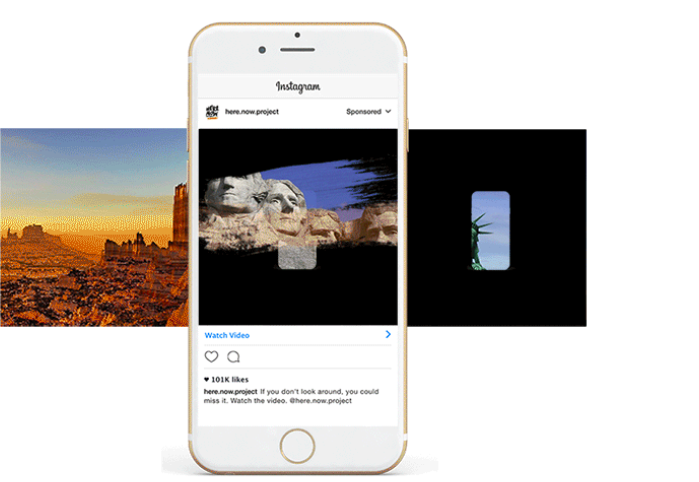 Instagram
here.now.project
Sponsored
Watch Video
101K likes
here.now.project If you don't look around, you could
miss it. Watch the video. @here.now.project